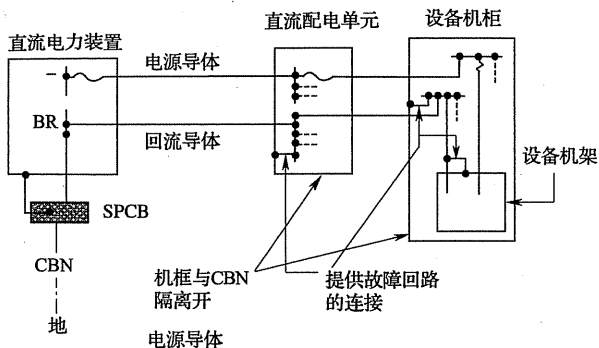 直流电力装置
直流配电单元
设备机柜
电源导体
BR
回流导体
设备机架
SPCB
CBN
地
机框与CBN
隔离开
提供故障回路
的连接
电源导体